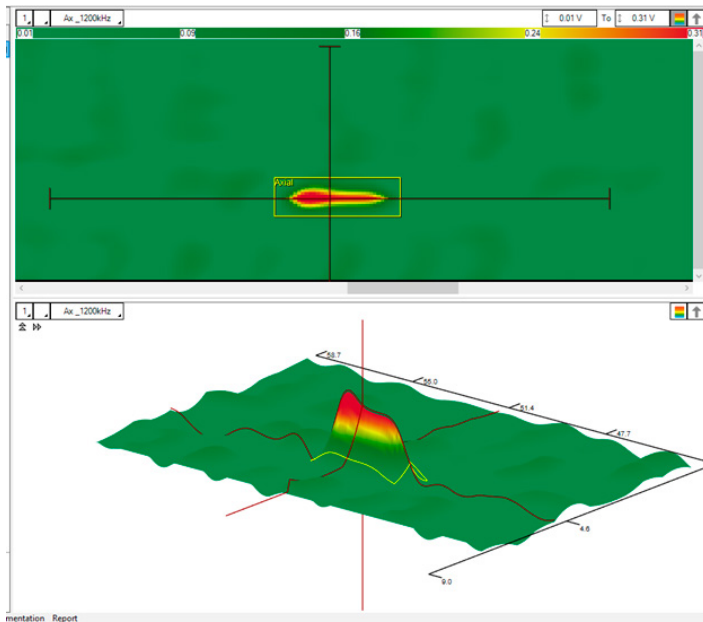 1 Ax _1200kHz 0.01 V To 0.31 V
0.01 0.09 0.16 0.24 0.31
Axial
1 Ax _1200kHz
58.7
55.0
51.4
47.7
4.6
9.0
mentation Report